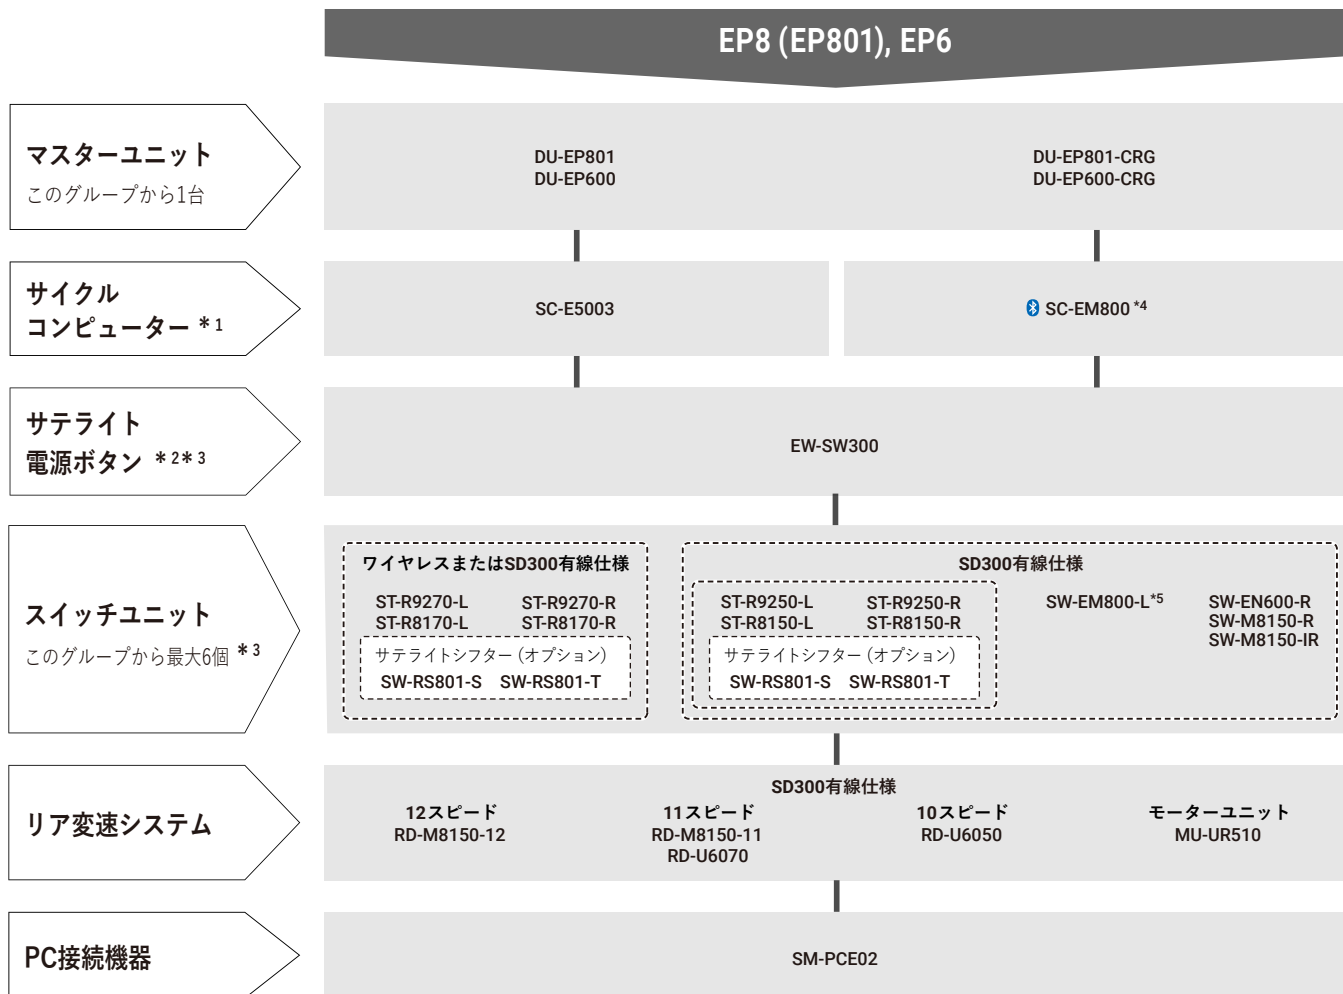 EP8 (EP801), EP6
マスターユニット
このグループから1台
DU-EP801
DU-EP600
DU-EP801-CRG
DU-EP600-CRG
サイクル
コンピューター *1
SC-E5003
SC-EM800 *4
サテライト
電源ボタン *2*3
EW-SW300
スイッチユニット
このグループから最大6個 *3
ワイヤレスまたはSD300有線仕様
ST-R9270-L ST-R9270-R
ST-R8170-L ST-R8170-R
サテライトシフター (オプション)
SW-RS801-S SW-RS801-T
SD300有線仕様
ST-R9250-L ST-R9250-R
ST-R8150-L ST-R8150-R
サテライトシフター (オプション)
SW-RS801-S SW-RS801-T
SW-EM800-L*5
SW-EN600-R
SW-M8150-R
SW-M8150-IR
リア変速システム
SD300有線仕様
12スピード
RD-M8150-12
11スピード
RD-M8150-11
RD-U6070
10スピード
RD-U6050
モーターユニット
MU-UR510
PC接続機器
SM-PCE02